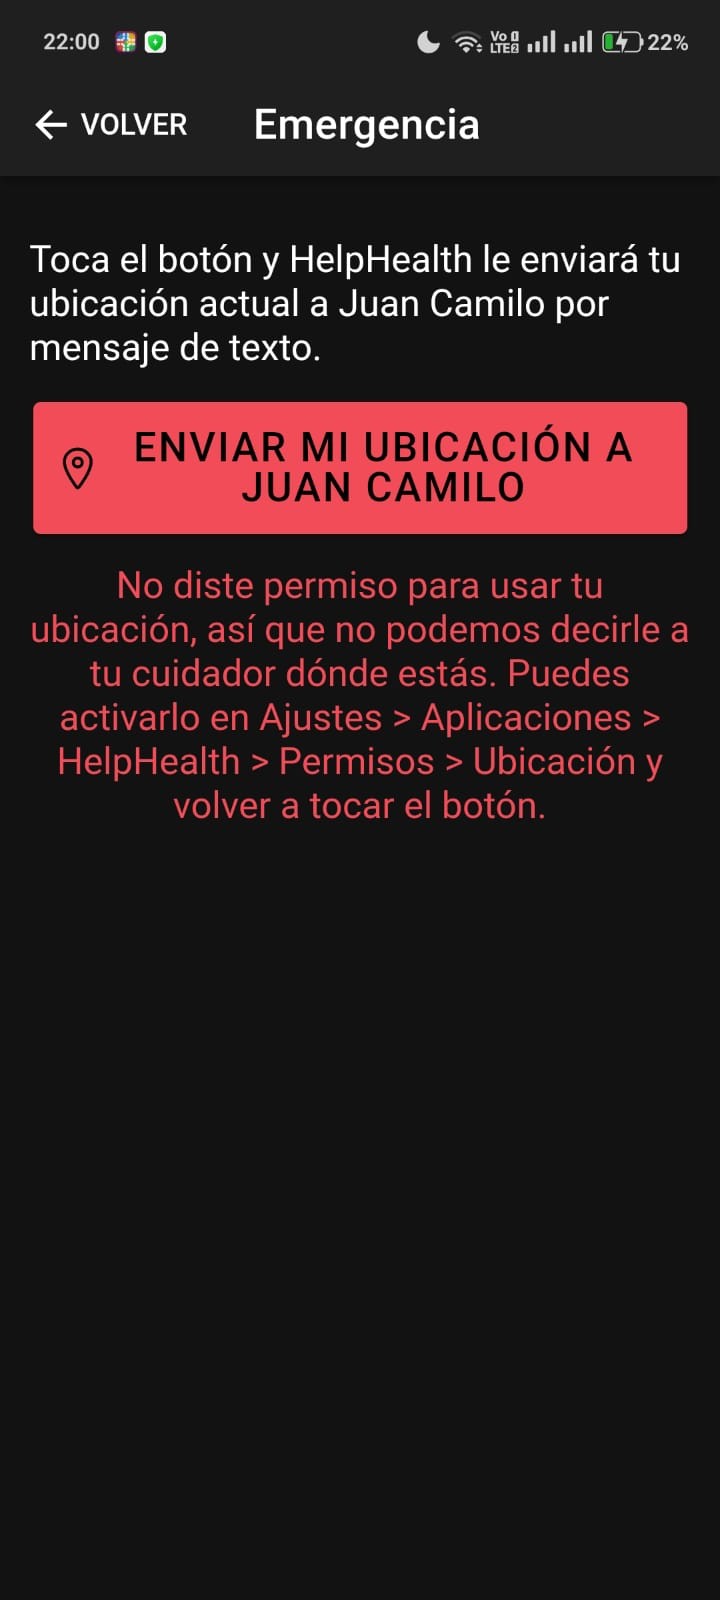 22:00
Vo
LTE2
22%
VOLVER
Emergencia
Toca el botón y HelpHealth le enviará tu
ubicación actual a Juan Camilo por
mensaje de texto.
ENVIAR MI UBICACIÓN A
JUAN CAMILO
No diste permiso para usar tu
ubicación, así que no podemos decirle a
tu cuidador dónde estás. Puedes
activarlo en Ajustes > Aplicaciones >
HelpHealth > Permisos > Ubicación y
volver a tocar el botón.